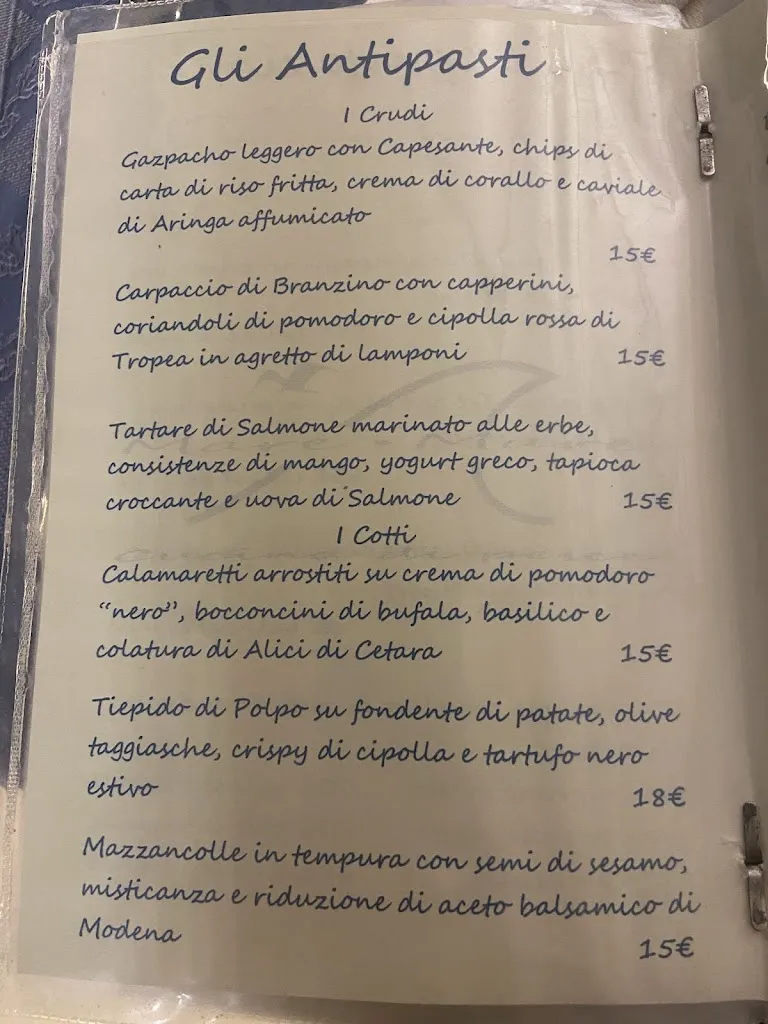 Gli Antipasti
I Crudi
Gazpacho leggero con Capesante, chips di
carta di riso fritta, crema di corallo e caviale
di Aringa affumicato
15€
Carpaccio di Branzino con capperini,
coriandoli di pomodoro e cipolla rossa di
Tropea in agretto di lamponi 15€
Tartare di Salmone marinato alle erbe,
consistenze di mango, yogurt greco, tapioca
croccante e uova di Salmone 15€
I Cotti
Calamaretti arrostiti su crema di pomodoro
“nero”, bocconcini di bufala, basilico e
colatura di Alici di Cetara 15€
Tiepido di Polpo su fondente di patate, olive
taggiasche, crispy di cipolla e tartufo nero
estivo 18€
Mazzancolle in tempura con semi di sesamo,
misticanza e riduzione di aceto balsamico di
Modena 15€